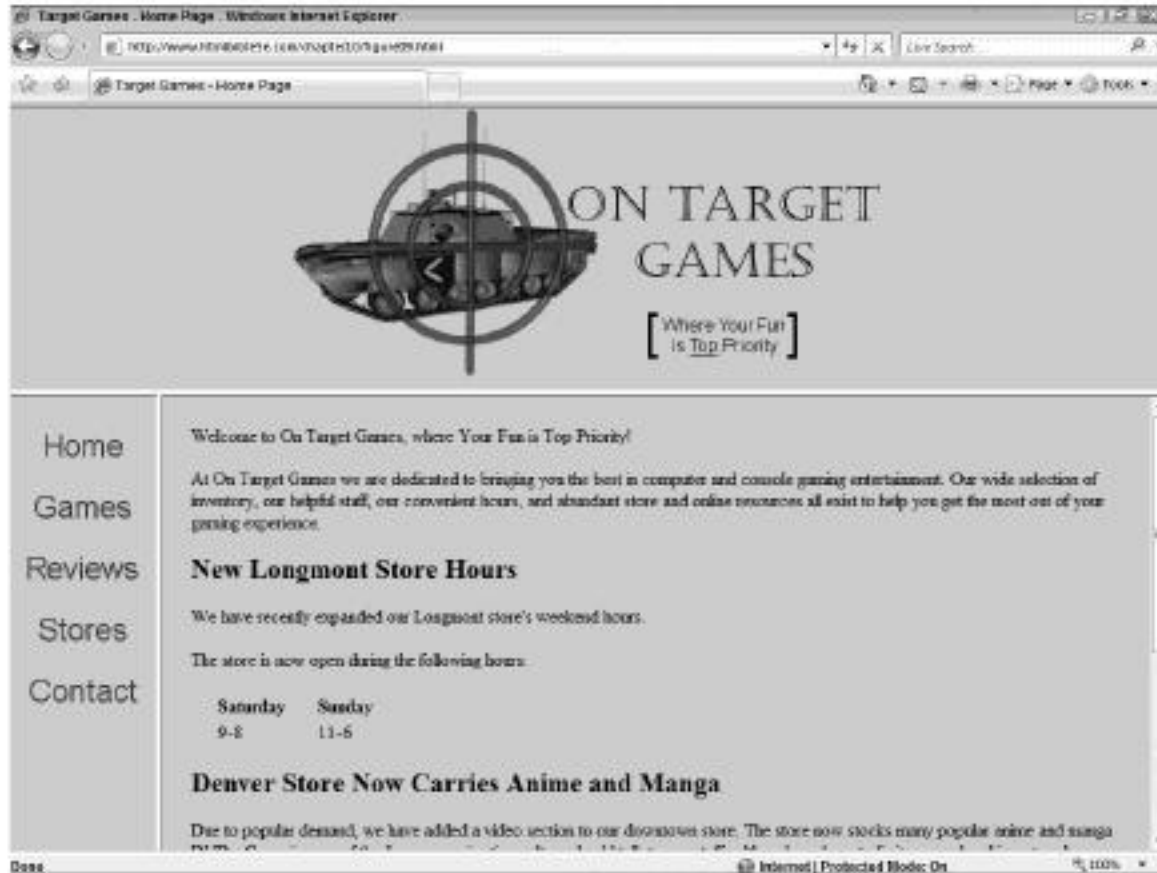 Target Games - Home Page - Windows Internet Explorer
Live Search
Target Games - Home Page
Page
Tools
ON TARGET
GAMES
Where Your Fun
is Top Priority
Home
Games
Reviews
Stores
Contact
Welcome to On Target Games, where Your Fun is Top Priority!
At On Target Games we are dedicated to bringing you the best in computer and console gaming entertainment. Our wide selection of
inventory, our helpful staff, our convenient hours, and abundant store and online resources all exist to help you get the most out of your
gaming experience.
New Longmont Store Hours
We have recently expanded our Longmont store's weekend hours.
The store is now open during the following hours:
Saturday Sunday
9-8 11-6
Denver Store Now Carries Anime and Manga
Due to popular demand, we have added a video section to our downtown store. The store now stocks many popular anime and manga
Done
Internet | Protected Mode: On
100%